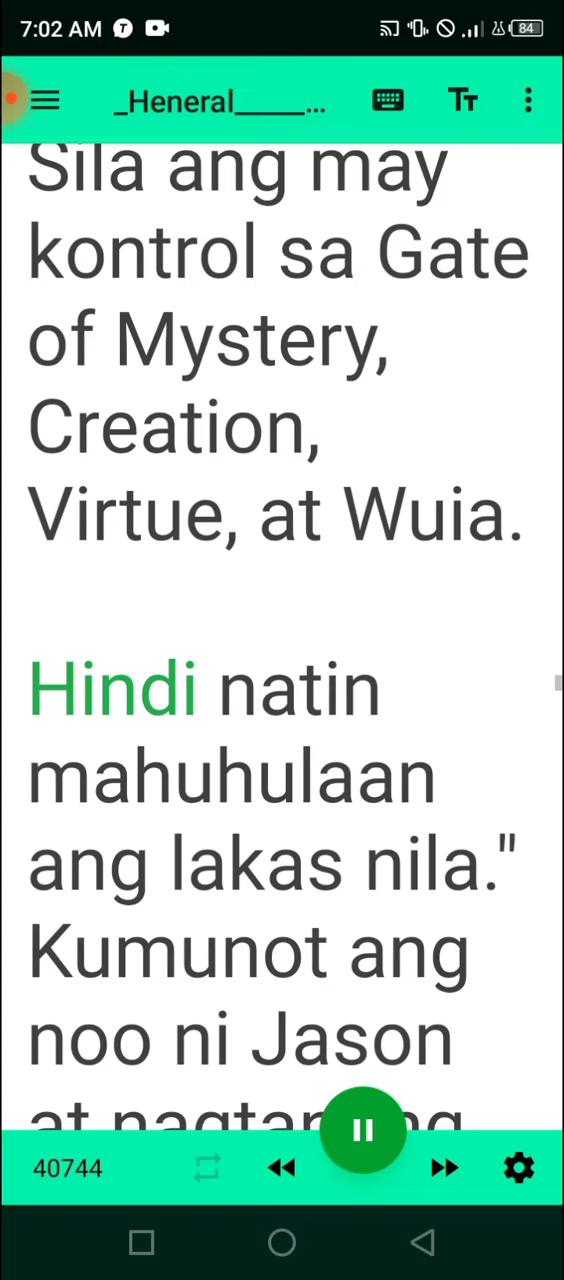 7:02 AM
84
_Heneral_____...
Tт
Sila ang may
kontrol sa Gate
of Mystery,
Creation,
Virtue, at Wuia.
Hindi natin
mahuhulaan
ang lakas nila."
Kumunot ang
noo ni Jason
40744